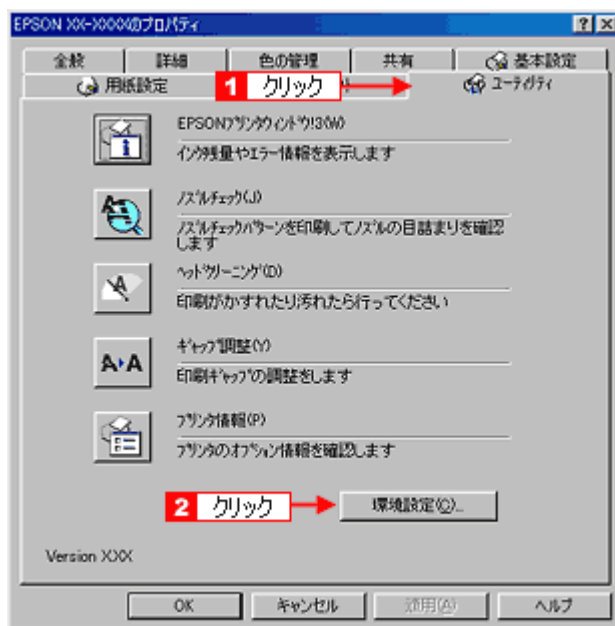 EPSON XX-XXXXのプロパティ
全般 詳細 色の管理 共有 基本設定
用紙設定 1 クリック ユーティリティ
EPSONプリンタウィンドウ!3(W)
インク残量やエラー情報を表示します
ノズルチェック(J)
ノズルチェックパターンを印刷してノズルの目詰まりを確認
します
ヘッドクリーニング(D)
印刷がかすれたり汚れたら行ってください
ギャップ調整(Y)
印刷ギャップの調整をします
プリンタ情報(P)
プリンタのオプション情報を確認します
2 クリック 環境設定(C)...
Version XXX
OK キャンセル 適用(A) ヘルプ